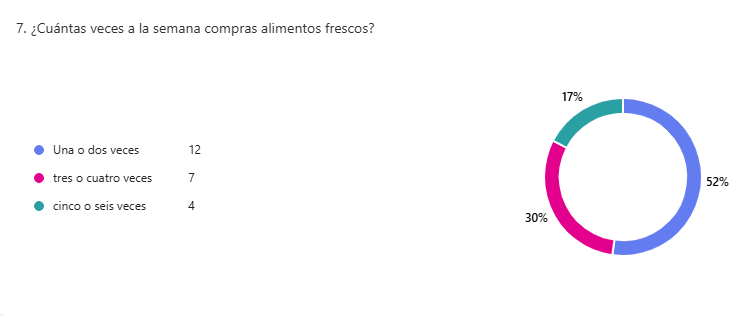 7. ¿Cuántas veces a la semana compras alimentos frescos?
Una o dos veces 12
tres o cuatro veces 7
cinco o seis veces 4
17%
52%
30%